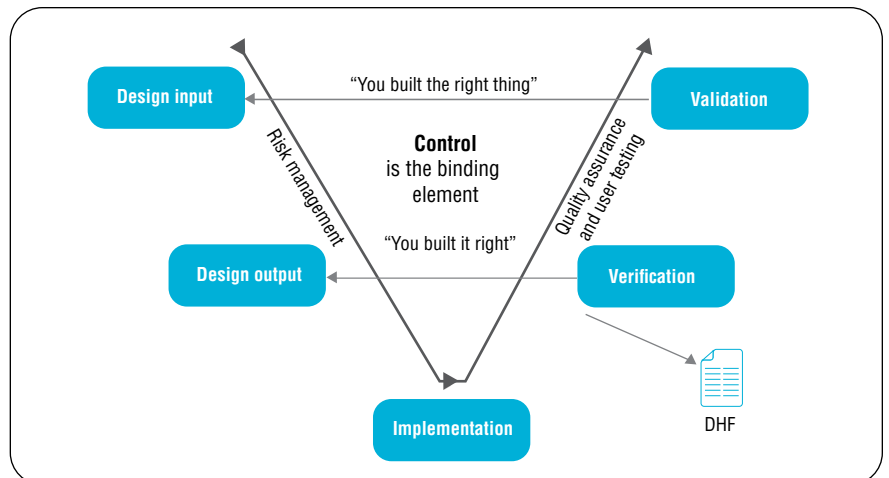 “You built the right thing”
Design input
Validation
Control
is the binding
element
Risk management
Quality assurance
and user testing
“You built it right”
Design output
Verification
Implementation
DHF